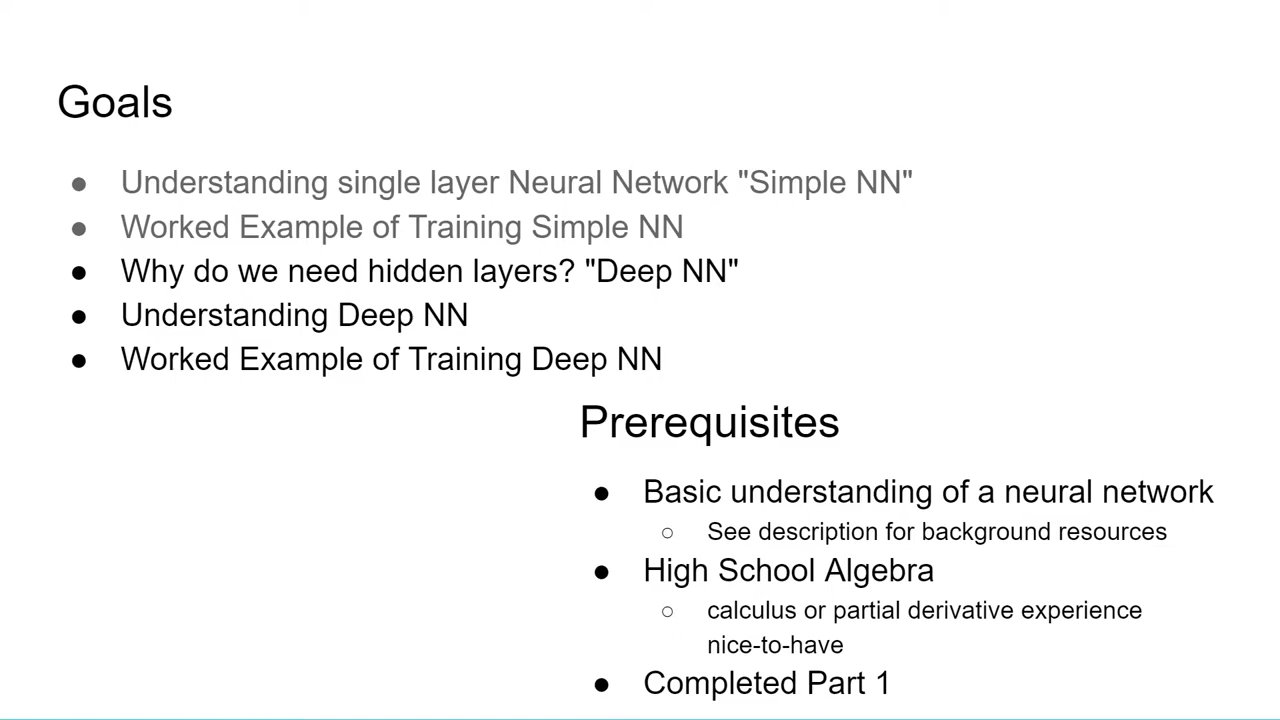 Goals
● Understanding single layer Neural Network "Simple NN"
● Worked Example of Training Simple NN
● Why do we need hidden layers? "Deep NN"
● Understanding Deep NN
● Worked Example of Training Deep NN
Prerequisites
● Basic understanding of a neural network
○ See description for background resources
● High School Algebra
○ calculus or partial derivative experience
nice-to-have
● Completed Part 1